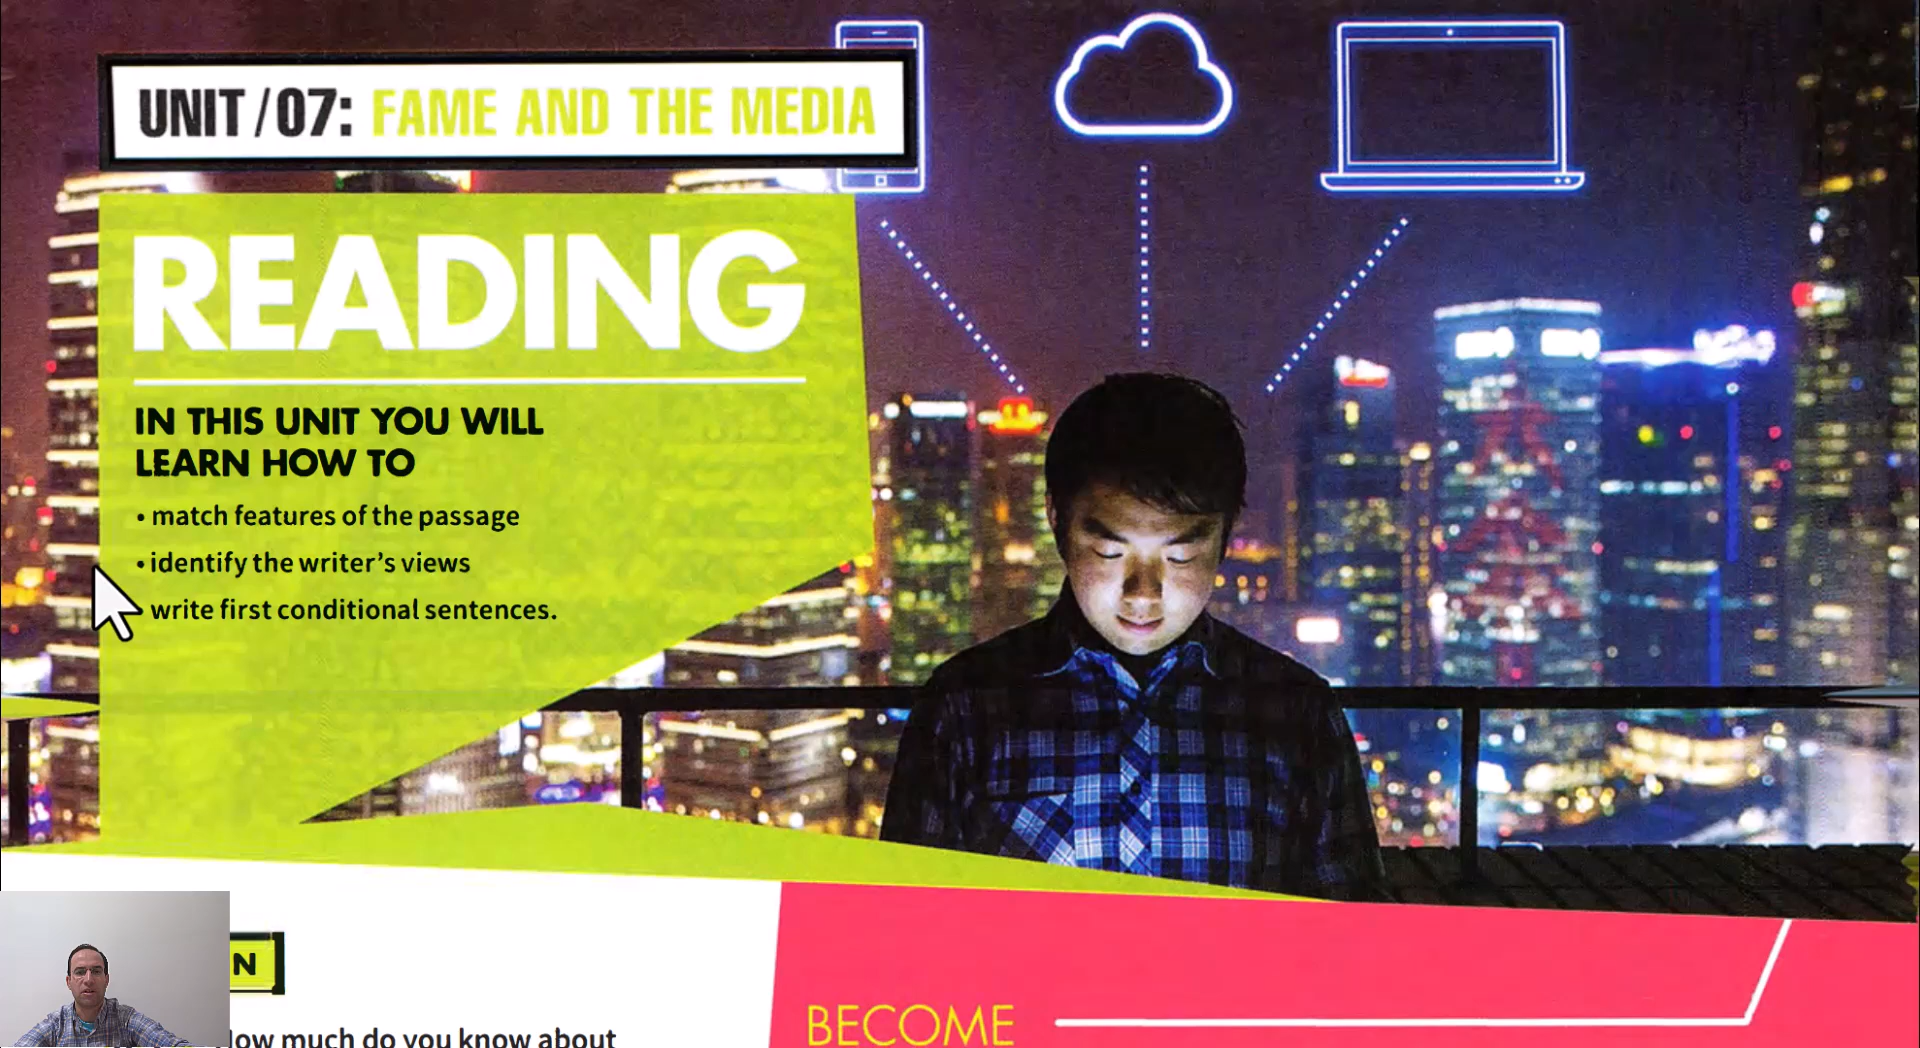 UNIT/07: FAME AND THE MEDIA
READING
IN THIS UNIT YOU WILL
LEARN HOW TO
• match features of the passage
• identify the writer's views
• write first conditional sentences.
N
ow much do you know about
BECOME